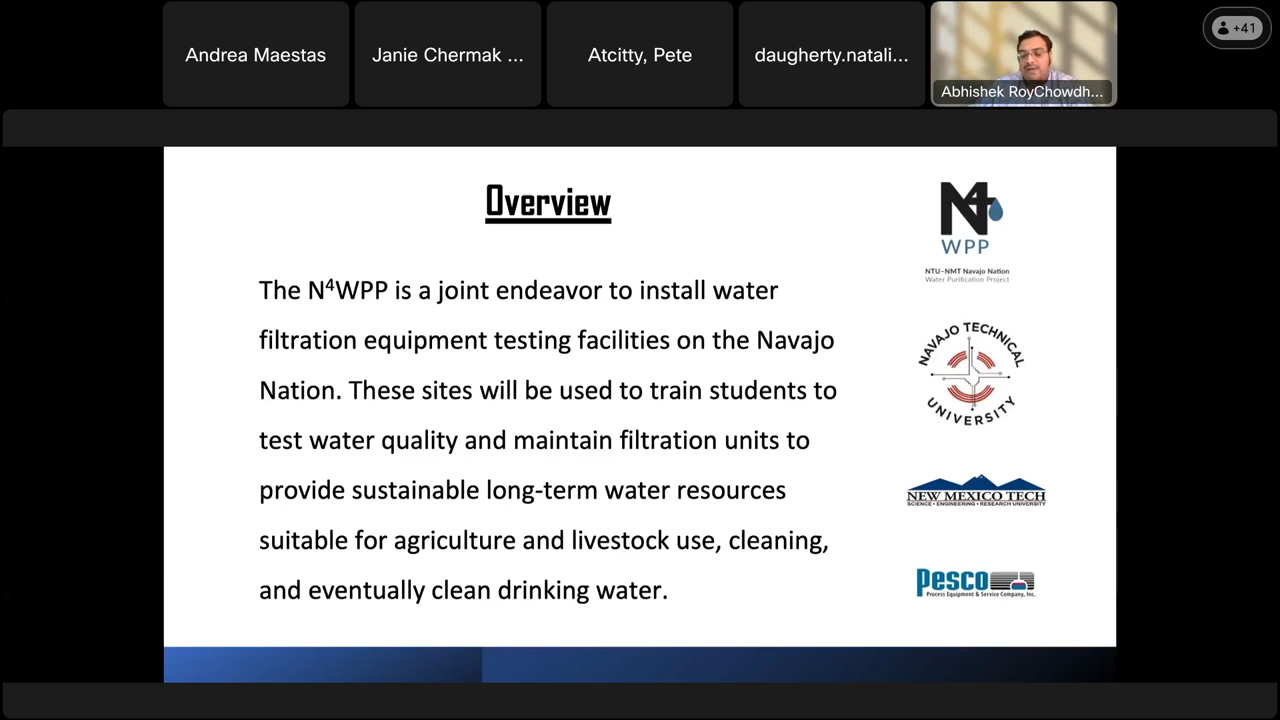 Andrea Maestas
Janie Chermak ...
Atcitty, Pete
daugherty.natali...
Abhishek RoyChowdh...
+41
Overview
The N⁴WPP is a joint endeavor to install water
filtration equipment testing facilities on the Navajo
Nation. These sites will be used to train students to
test water quality and maintain filtration units to
provide sustainable long-term water resources
suitable for agriculture and livestock use, cleaning,
and eventually clean drinking water.
N4
WPP
NTU–NMT Navajo Nation
Water Purification Project
NAVAJO TECHNICAL
UNIVERSITY
NEW MEXICO TECH
SCIENCE • ENGINEERING • RESEARCH UNIVERSITY
Pesco
Process Equipment & Service Company, Inc.